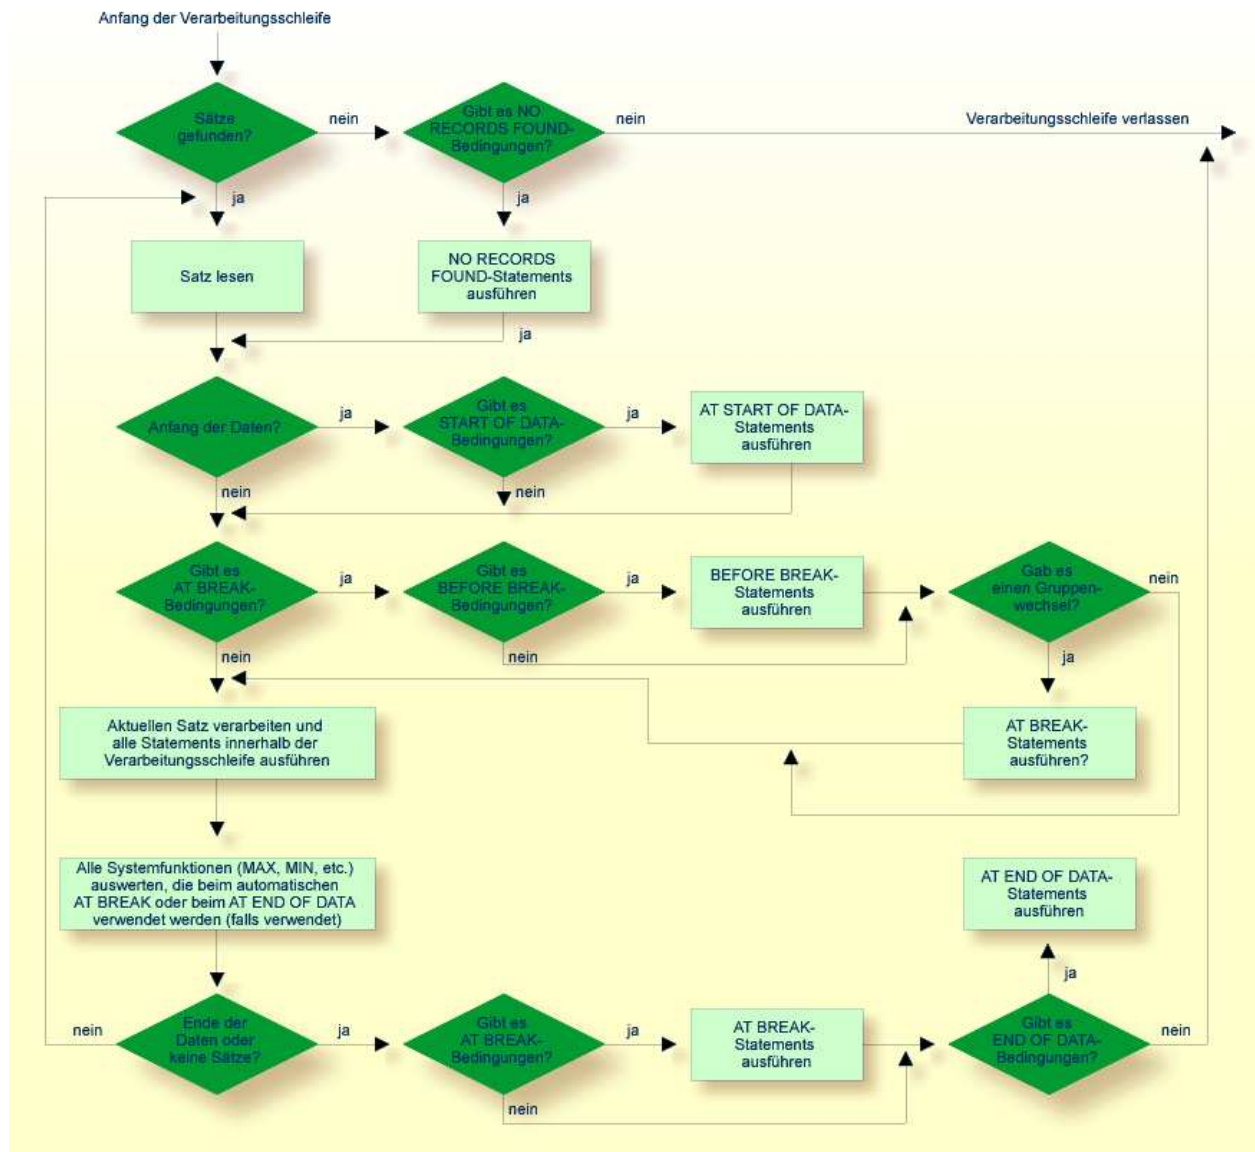 Anfang der Verarbeitungsschleife
Sätze
gefunden?
nein
Gibt es NO
RECORDS FOUND-
Bedingungen?
nein
Verarbeitungsschleife verlassen
ja
ja
Satz lesen
NO RECORDS
FOUND-Statements
ausführen
ja
Anfang der Daten?
ja
Gibt es
START OF DATA-
Bedingungen?
ja
AT START OF DATA-
Statements
ausführen
nein
nein
Gibt es
AT BREAK-
Bedingungen?
ja
Gibt es
BEFORE BREAK-
Bedingungen?
ja
BEFORE BREAK-
Statements
ausführen
Gab es
einen Gruppen-
wechsel?
nein
nein
nein
ja
Aktuellen Satz verarbeiten und
alle Statements innerhalb der
Verarbeitungsschleife ausführen
AT BREAK-
Statements
ausführen?
Alle Systemfunktionen (MAX, MIN, etc.)
auswerten, die beim automatischen
AT BREAK oder beim AT END OF DATA
verwendet werden (falls verwendet)
AT END OF DATA-
Statements
ausführen
ja
nein
Ende der
Daten oder
keine Sätze?
ja
Gibt es
AT BREAK-
Bedingungen?
ja
AT BREAK-
Statements
ausführen
Gibt es
END OF DATA-
Bedingungen?
nein
nein